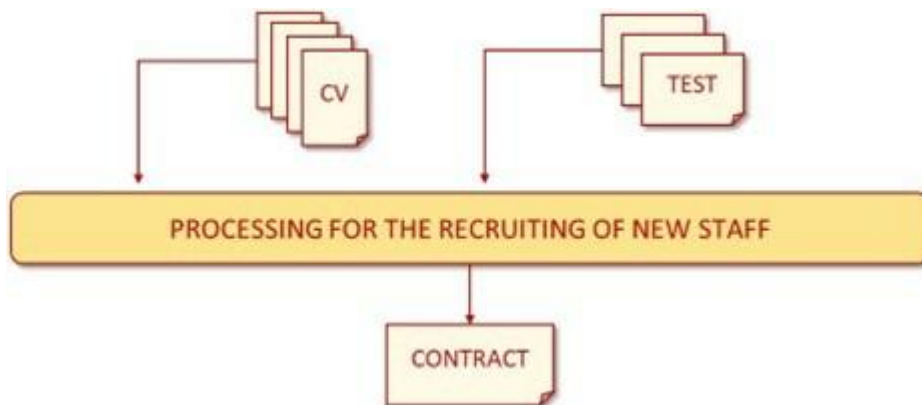 CV
TEST
PROCESSING FOR THE RECRUITING OF NEW STAFF
CONTRACT